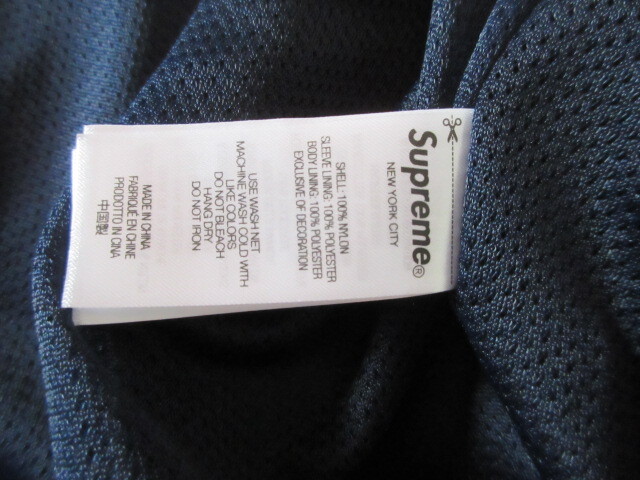 Supreme®
NEW YORK CITY
SHELL: 100% NYLON
SLEEVE LINING: 100% POLYESTER
BODY LINING: 100% POLYESTER
EXCLUSIVE OF DECORATION
USE WASH NET
MACHINE WASH COLD WITH
LIKE COLORS
DO NOT BLEACH
HANG DRY
DO NOT IRON
MADE IN CHINA
FABRIQUÉ EN CHINE
PRODOTTO IN CINA
中国製